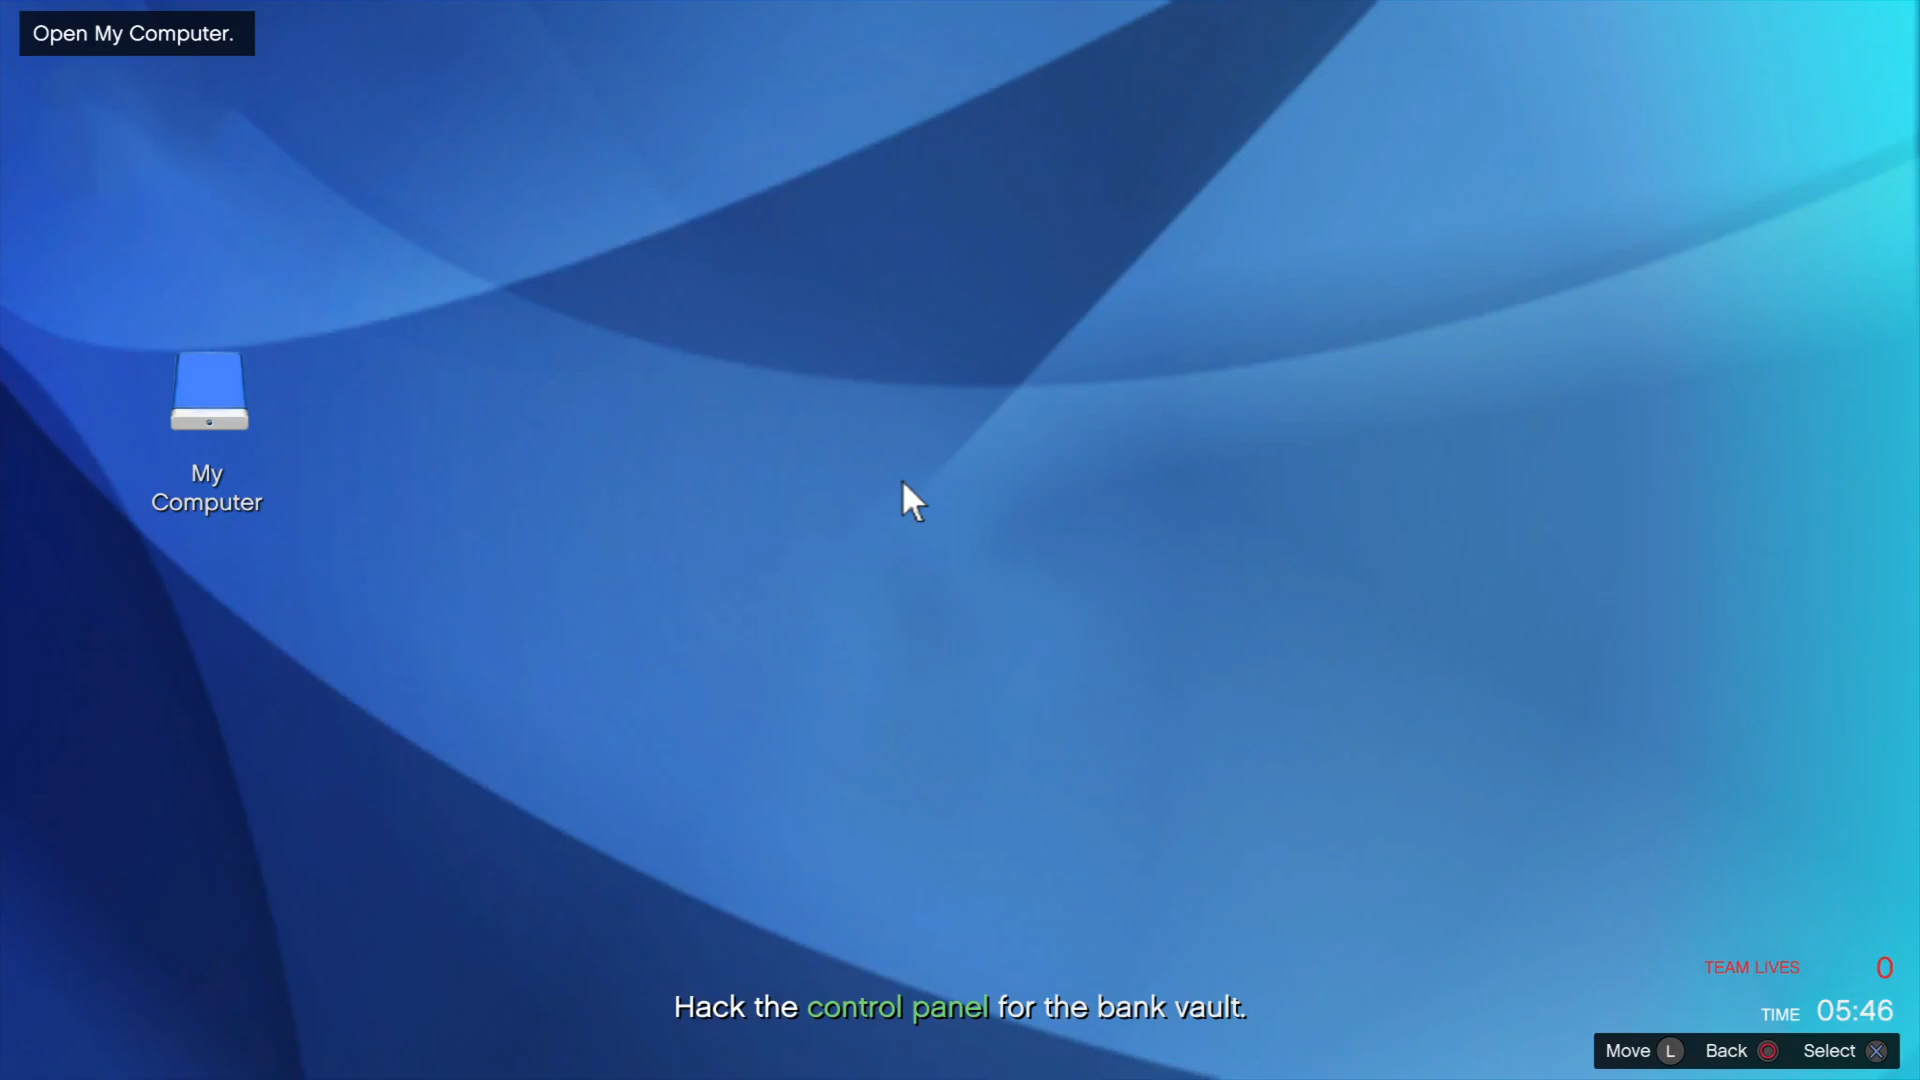 Open My Computer.
My
Computer
Hack the control panel for the bank vault.
TEAM LIVES 0
TIME 05:46
Move L Back Select